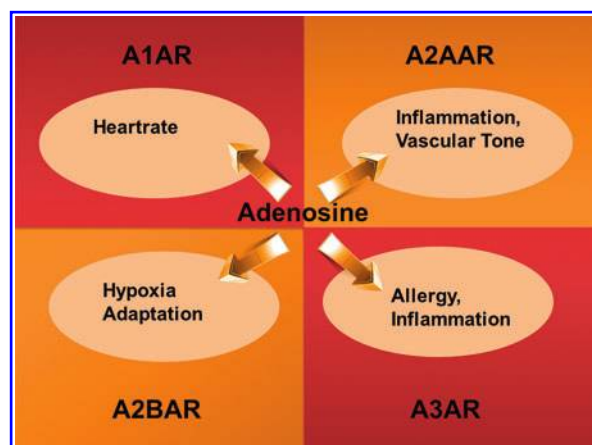 A1AR
Heartrate
A2AAR
Inflammation,
Vascular Tone
Adenosine
Hypoxia
Adaptation
A2BAR
Allergy,
Inflammation
A3AR